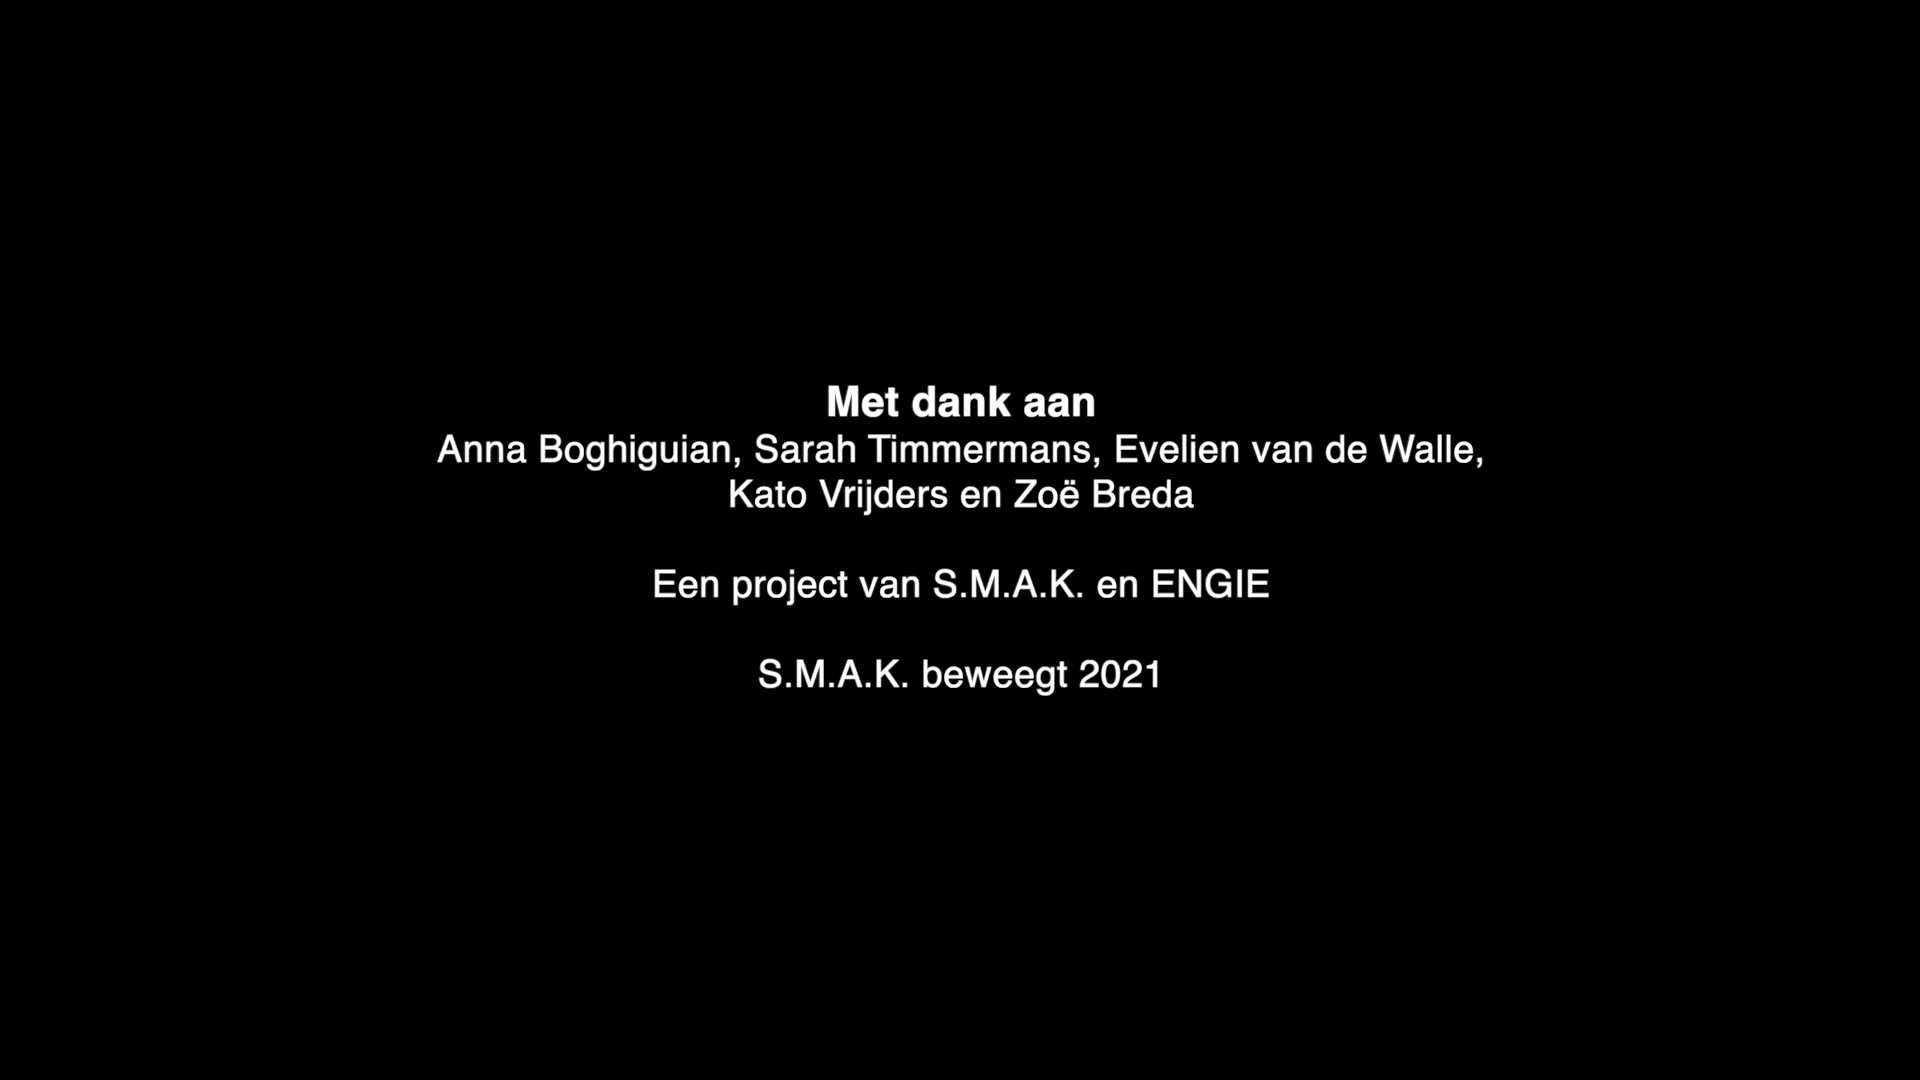 Met dank aan
Anna Boghiguian, Sarah Timmermans, Evelien van de Walle,
Kato Vrijders en Zoë Breda
Een project van S.M.A.K. en ENGIE
S.M.A.K. beweegt 2021